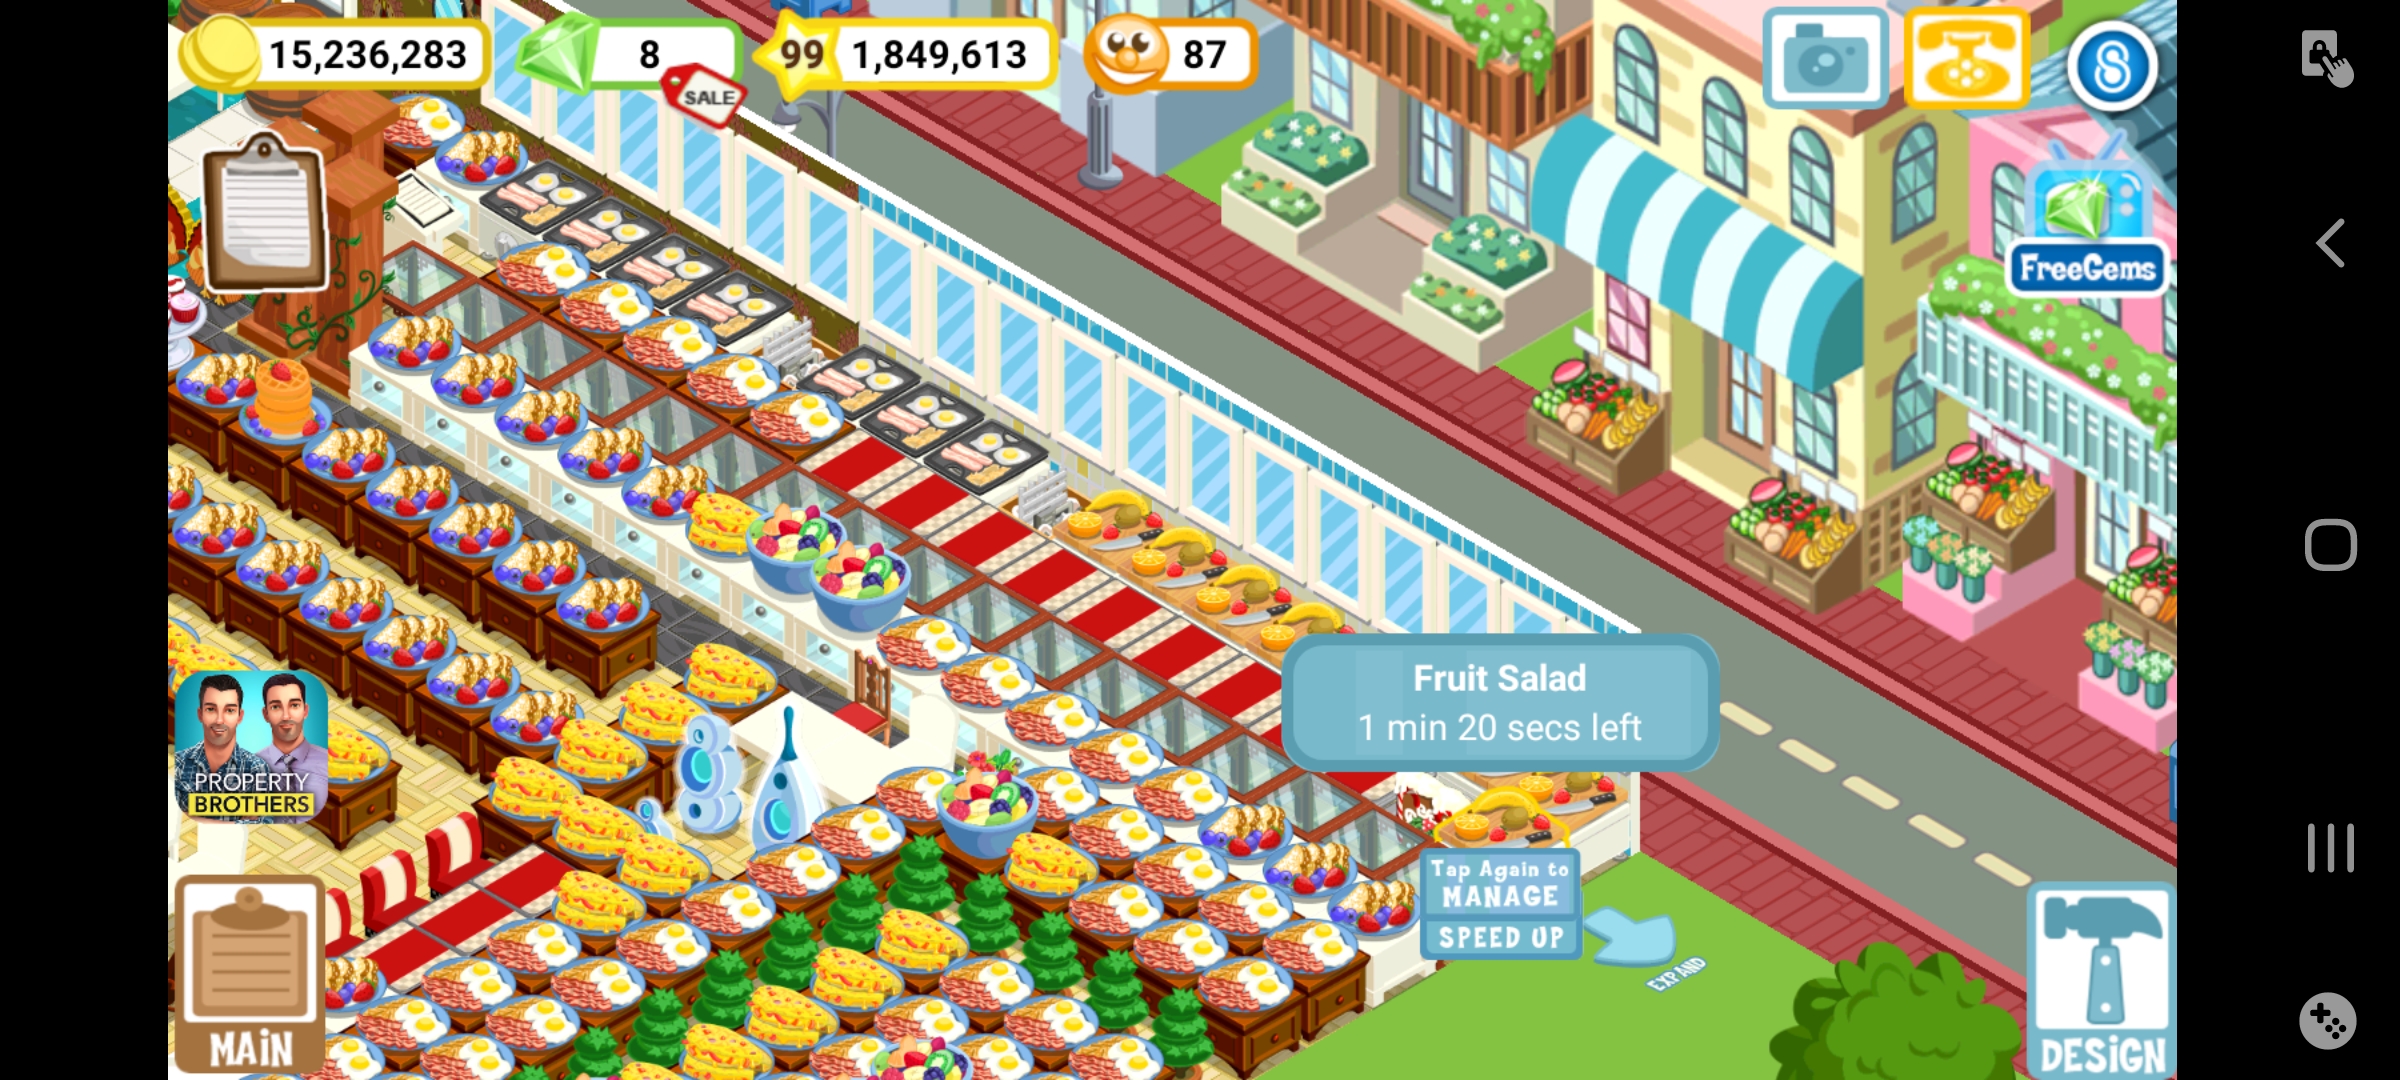 15,236,283
8
99
1,849,613
87
SALE
FreeGems
Fruit Salad
1 min 20 secs left
PROPERTY
BROTHERS
Tap Again to
MANAGE
SPEED UP
EXPAND
MAIN
DESIGN